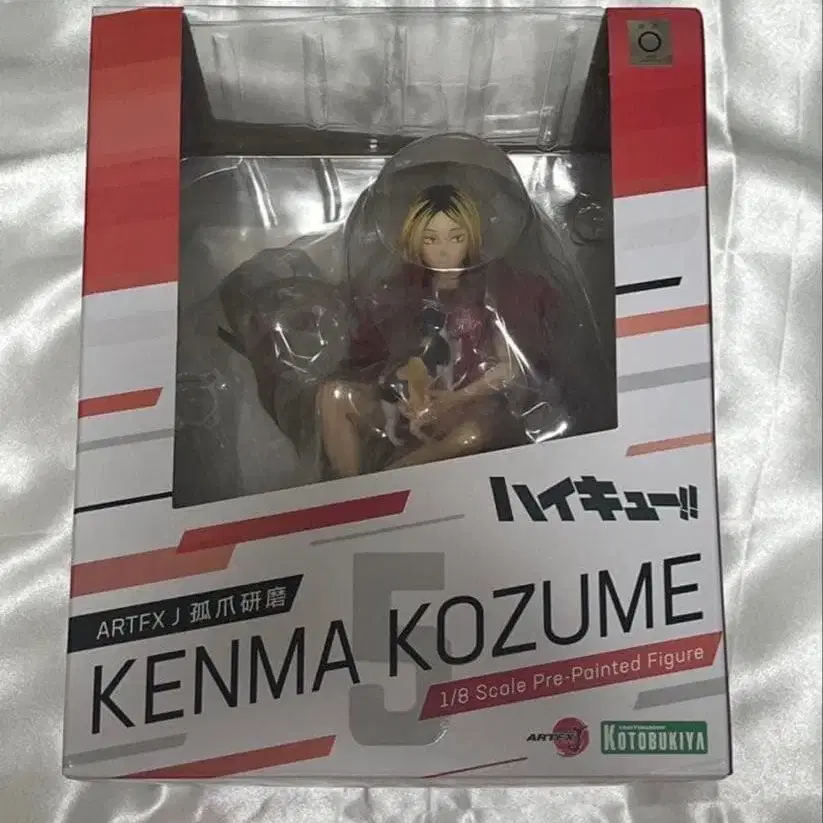 ハイキュー!!
ARTFX J 孤爪研磨
5
KENMA KOZUME
1/8 Scale Pre-Painted Figure
ARTFX J
KOTOBUKIYA